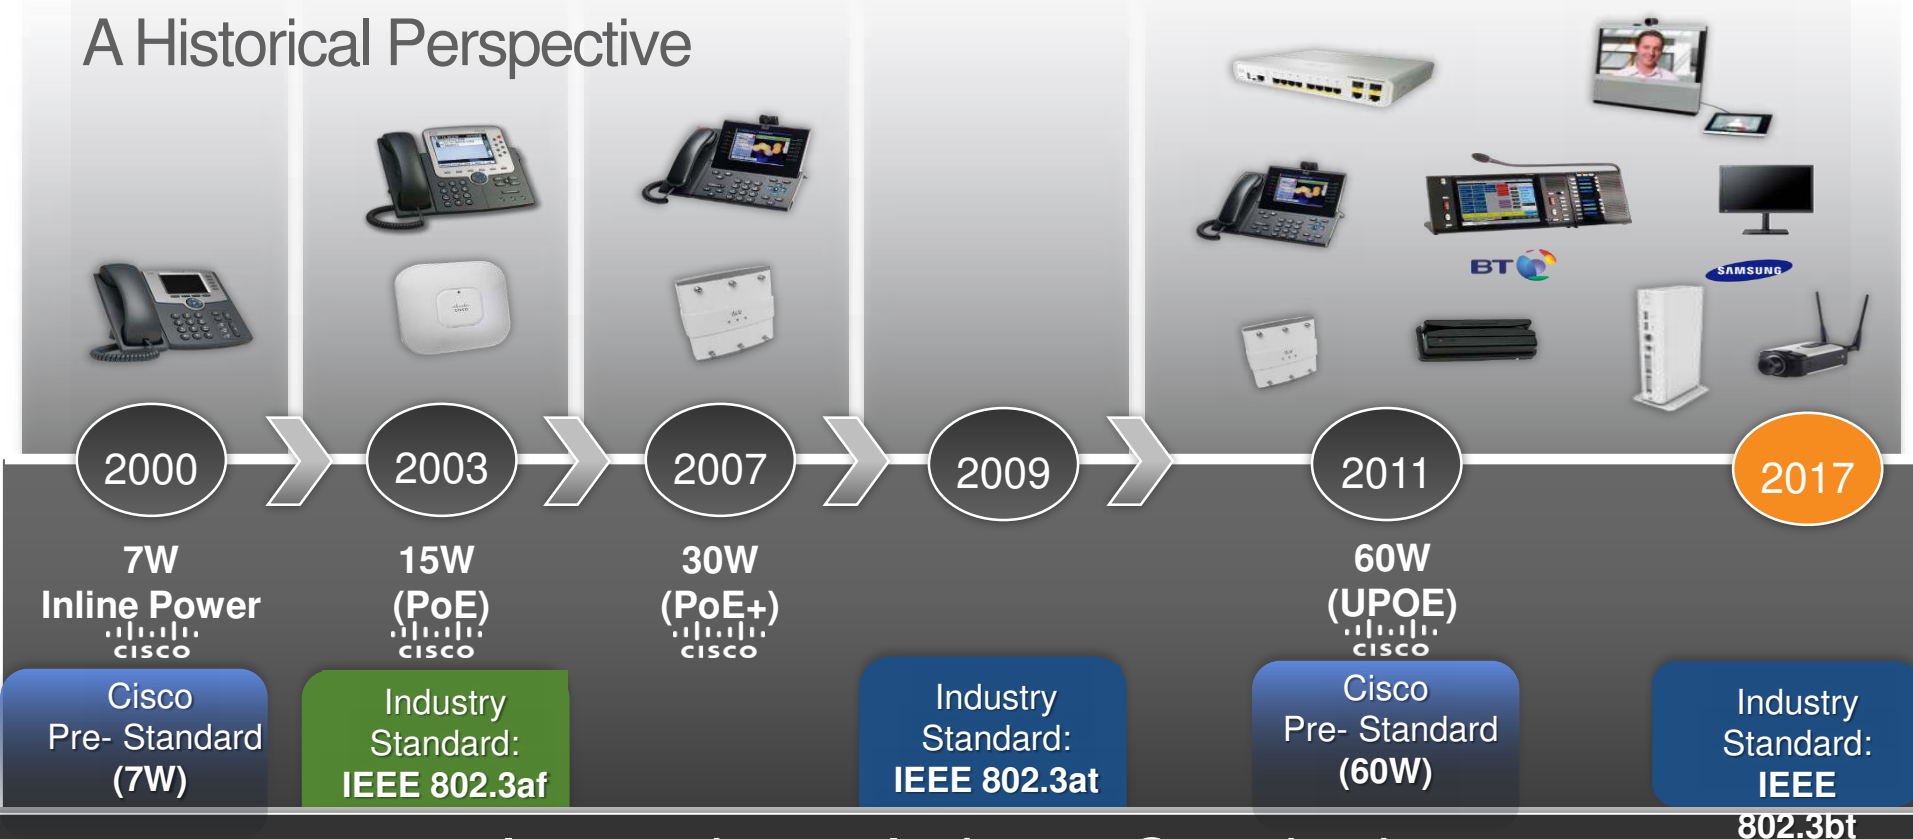 A Historical Perspective
BT
SAMSUNG
2000
2003
2007
2009
2011
2017
7W
Inline Power
CISCO
15W
(PoE)
CISCO
30W
(PoE+)
CISCO
60W
(UPOE)
CISCO
Cisco
Pre- Standard
(7W)
Industry
Standard:
IEEE 802.3af
Industry
Standard:
IEEE 802.3at
Cisco
Pre- Standard
(60W)
Industry
Standard:
IEEE
802.3bt